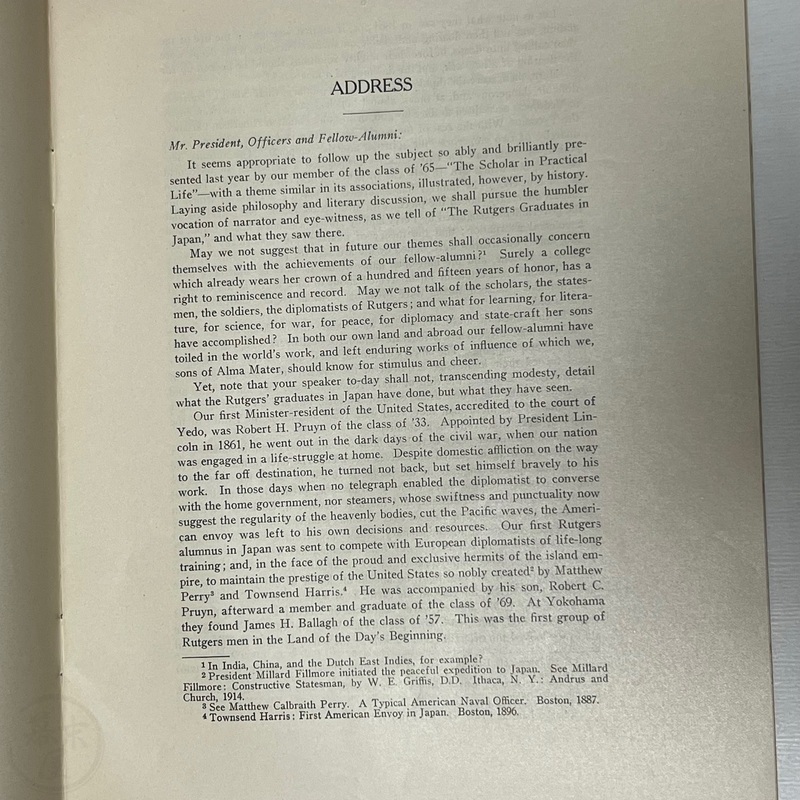 ADDRESS
Mr. President, Officers and Fellow-Alumni:
It seems appropriate to follow up the subject so ably and brilliantly pre-
sented last year by our member of the class of '65—"The Scholar in Practical
Life"—with a theme similar in its associations, illustrated, however, by history.
Laying aside philosophy and literary discussion, we shall pursue the humbler
vocation of narrator and eye-witness, as we tell of "The Rutgers Graduates in
Japan," and what they saw there.
May we not suggest that in future our themes shall occasionally concern
themselves with the achievements of our fellow-alumni?¹ Surely a college
which already wears her crown of a hundred and fifteen years of honor, has a
right to reminiscence and record. May we not talk of the scholars, the states-
men, the soldiers, the diplomatists of Rutgers; and what for learning, for litera-
ture, for science, for war, for peace, for diplomacy and state-craft her sons
have accomplished? In both our own land and abroad our fellow-alumni have
toiled in the world's work, and left enduring works of influence of which we,
sons of Alma Mater, should know for stimulus and cheer.
Yet, note that your speaker to-day shall not, transcending modesty, detail
what the Rutgers' graduates in Japan have done, but what they have seen.
Our first Minister-resident of the United States, accredited to the court of
Yedo, was Robert H. Pruyn of the class of '33. Appointed by President Lin-
coln in 1861, he went out in the dark days of the civil war, when our nation
was engaged in a life-struggle at home. Despite domestic affliction on the way
to the far off destination, he turned not back, but set himself bravely to his
work. In those days when no telegraph enabled the diplomatist to converse
with the home government, nor steamers, whose swiftness and punctuality now
suggest the regularity of the heavenly bodies, cut the Pacific waves, the Ameri-
can envoy was left to his own decisions and resources. Our first Rutgers
alumnus in Japan was sent to compete with European diplomatists of life-long
training; and, in the face of the proud and exclusive hermits of the island em-
pire, to maintain the prestige of the United States so nobly created² by Matthew
Perry³ and Townsend Harris.⁴ He was accompanied by his son, Robert C.
Pruyn, afterward a member and graduate of the class of '69. At Yokohama
they found James H. Ballagh of the class of '57. This was the first group of
Rutgers men in the Land of the Day's Beginning.
¹ In India, China, and the Dutch East Indies, for example?
² President Millard Fillmore initiated the peaceful expedition to Japan. See Millard
Fillmore: Constructive Statesman, by W. E. Griffis, D.D. Ithaca, N. Y.: Andrus and
Church, 1914.
³ See Matthew Calbraith Perry. A Typical American Naval Officer. Boston, 1887.
⁴ Townsend Harris: First American Envoy in Japan. Boston, 1896.